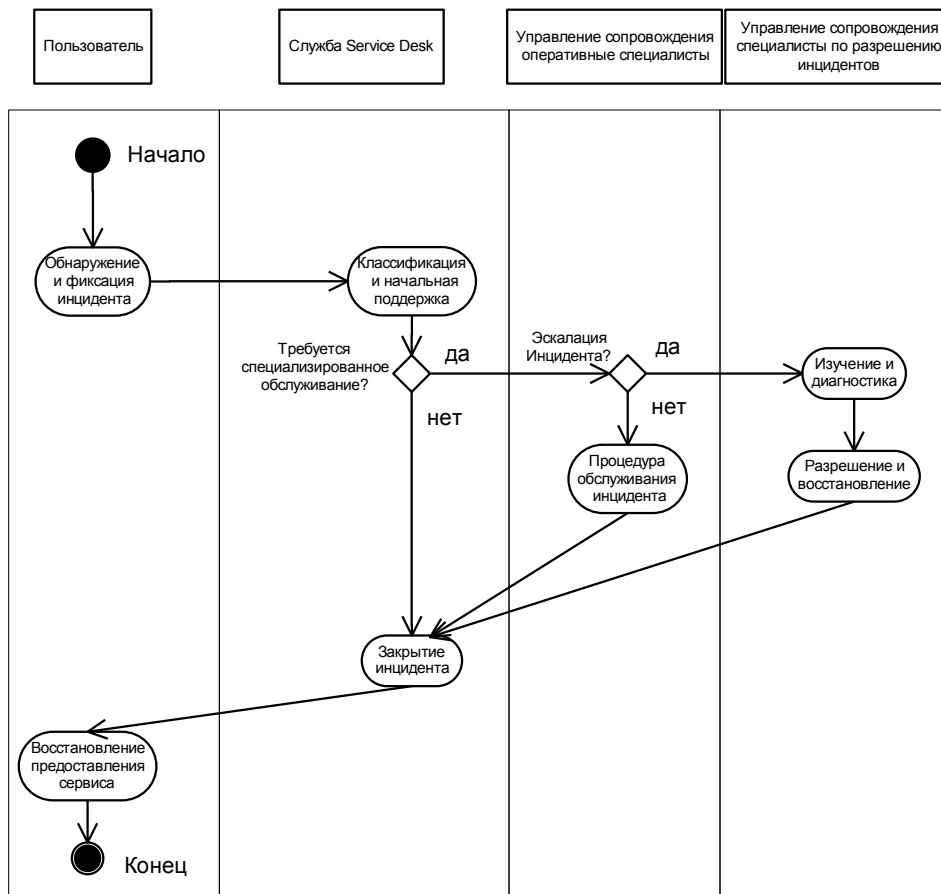 Пользователь
Служба Service Desk
Управление сопровождения
оперативные специалисты
Управление сопровождения
специалисты по разрешению
инцидентов
Начало
Обнаружение
и фиксация
инцидента
Классификация
и начальная
поддержка
Требуется
специализированное
обслуживание?
да
нет
Эскалация
Инцидента?
да
нет
Изучение и
диагностика
Процедура
обслуживания
инцидента
Разрешение и
восстановление
Закрытие
инцидента
Восстановление
предоставления
сервиса
Конец